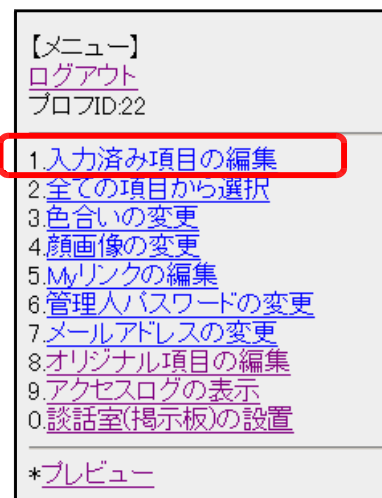 【メニュー】
ログアウト
プロフID:22
1.入力済み項目の編集
2.全ての項目から選択
3.色合いの変更
4.顔画像の変更
5.Myリンクの編集
6.管理人パスワードの変更
7.メールアドレスの変更
8.オリジナル項目の編集
9.アクセスログの表示
0.談話室(掲示板)の設置
*プレビュー